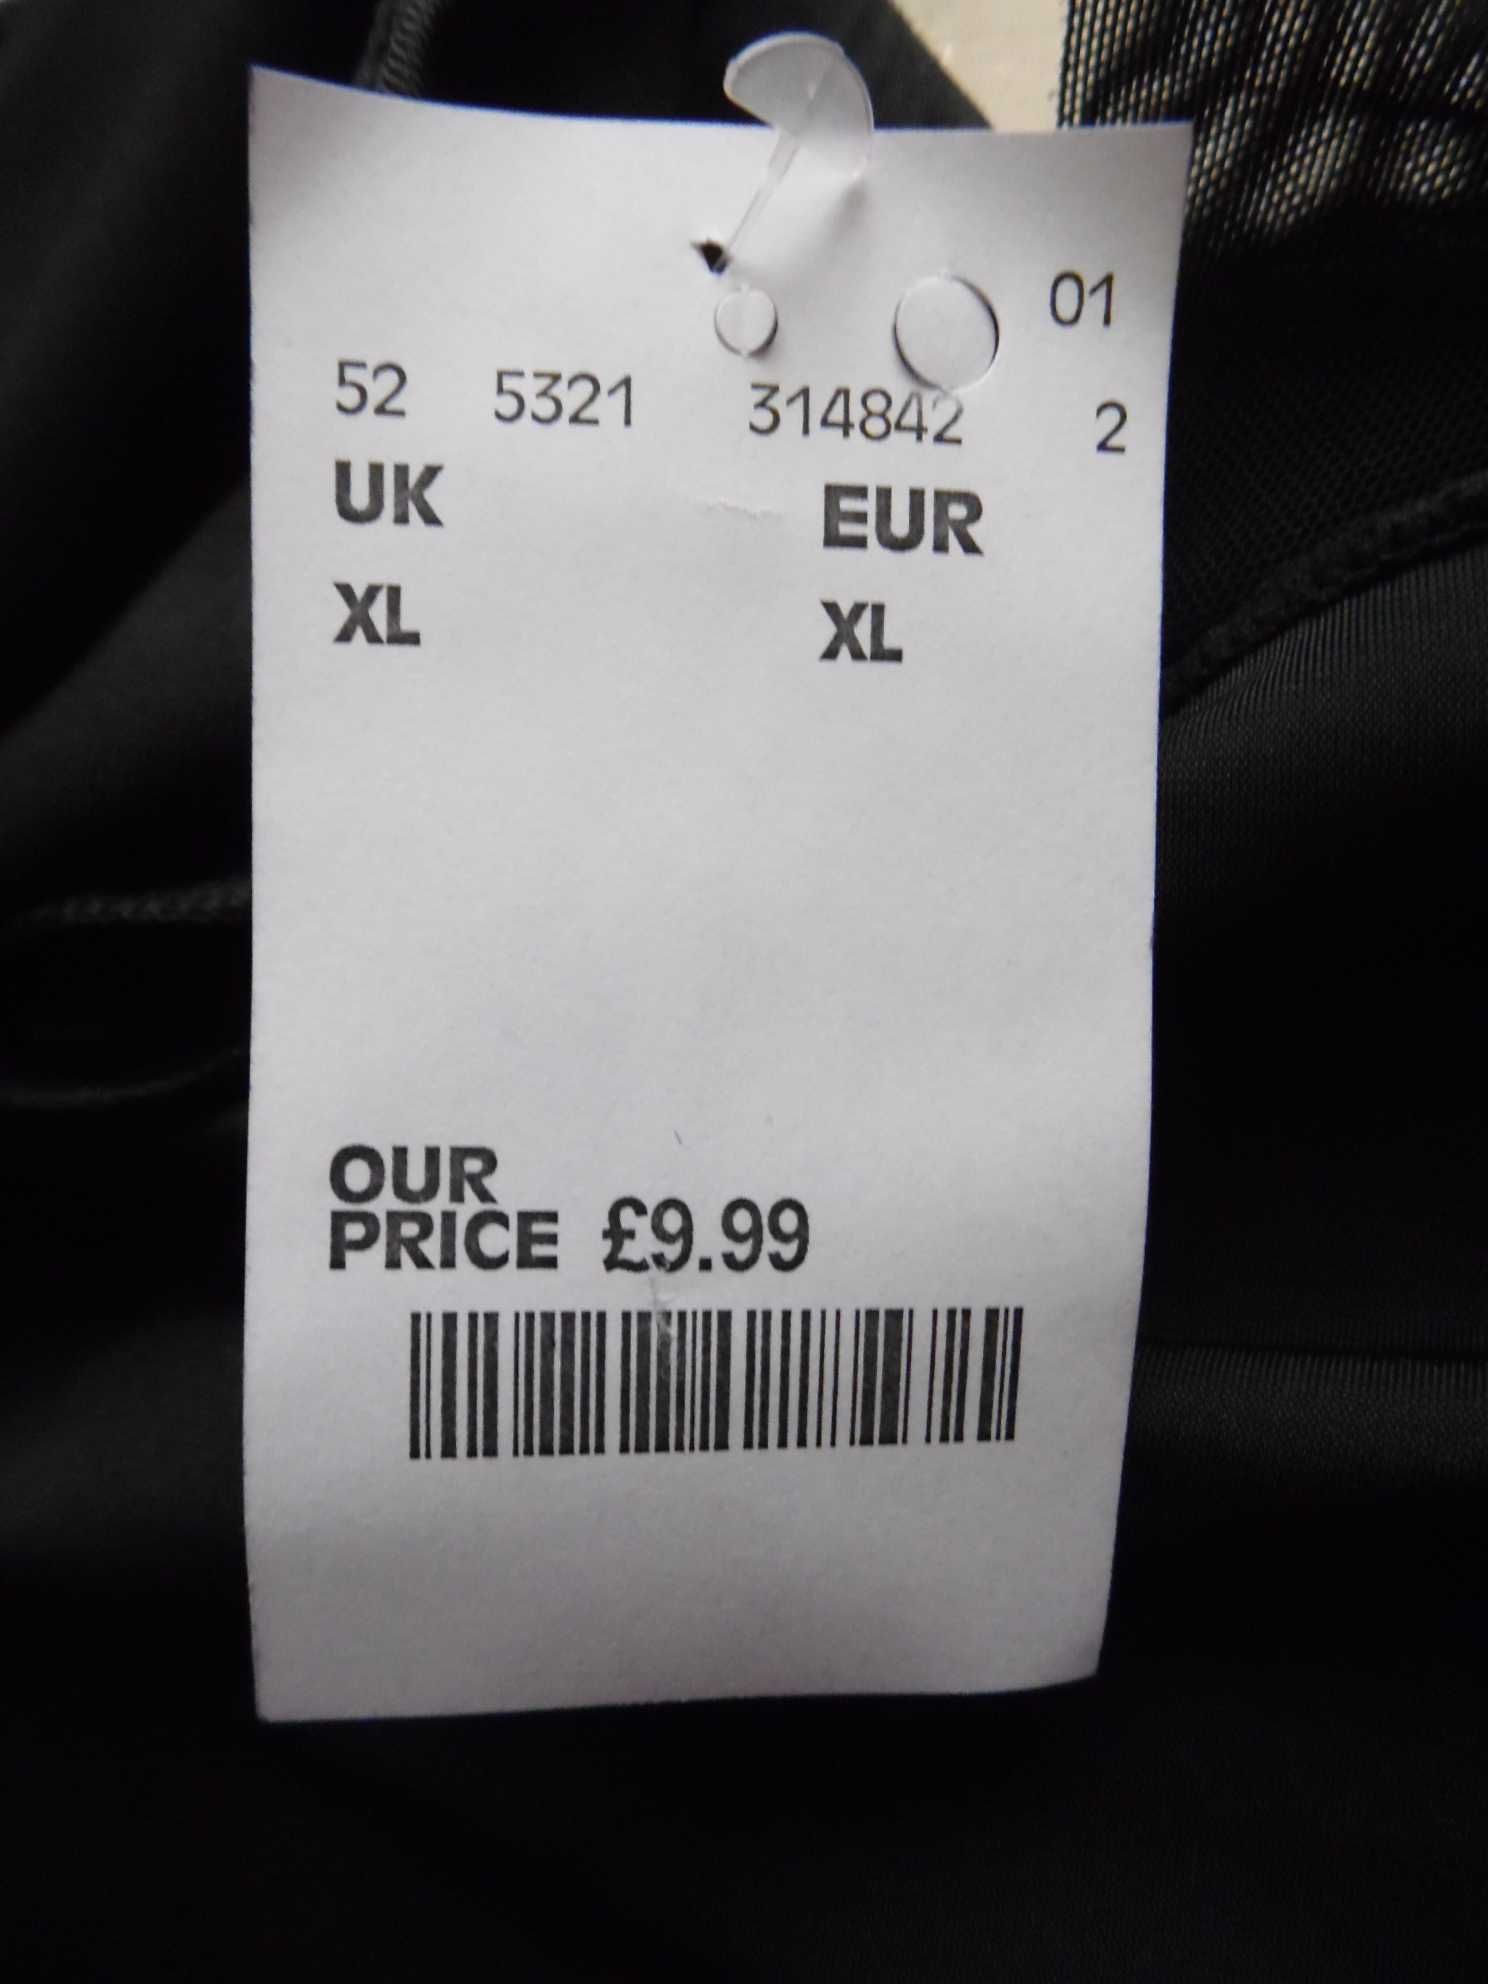 01
52 5321 314842 2
UK EUR
XL XL
OUR
PRICE £9.99